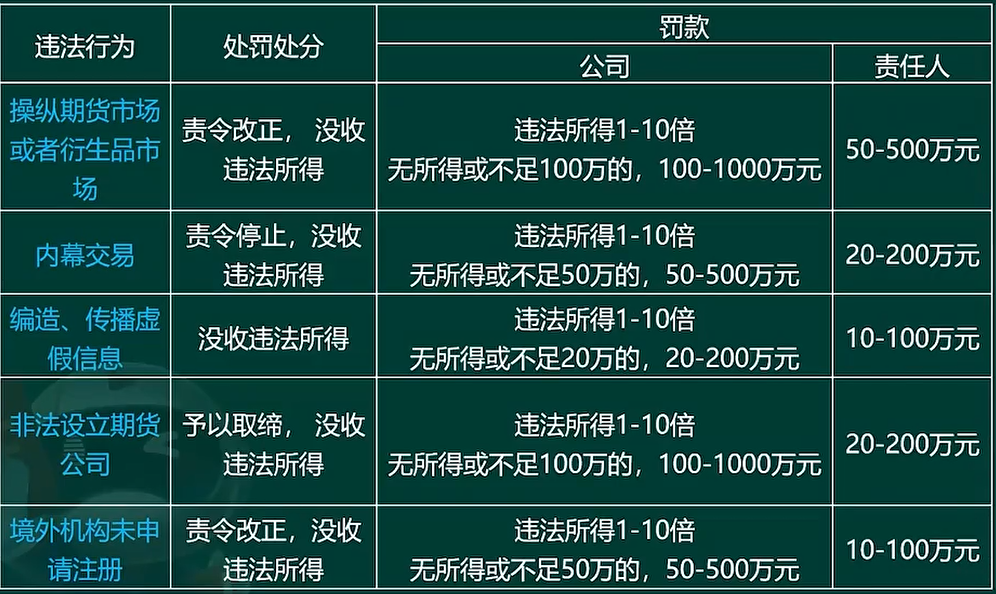 违法行为
处罚处分
罚款
公司
责任人
操纵期货市场
或者衍生品市
场
责令改正， 没收
违法所得
违法所得1-10倍
无所得或不足100万的，100-1000万元
50-500万元
内幕交易
责令停止，没收
违法所得
违法所得1-10倍
无所得或不足50万的，50-500万元
20-200万元
编造、传播虚
假信息
没收违法所得
违法所得1-10倍
无所得或不足20万的，20-200万元
10-100万元
非法设立期货
公司
予以取缔， 没收
违法所得
违法所得1-10倍
无所得或不足100万的，100-1000万元
20-200万元
境外机构未申
请注册
责令改正，没收
违法所得
违法所得1-10倍
无所得或不足50万的，50-500万元
10-100万元